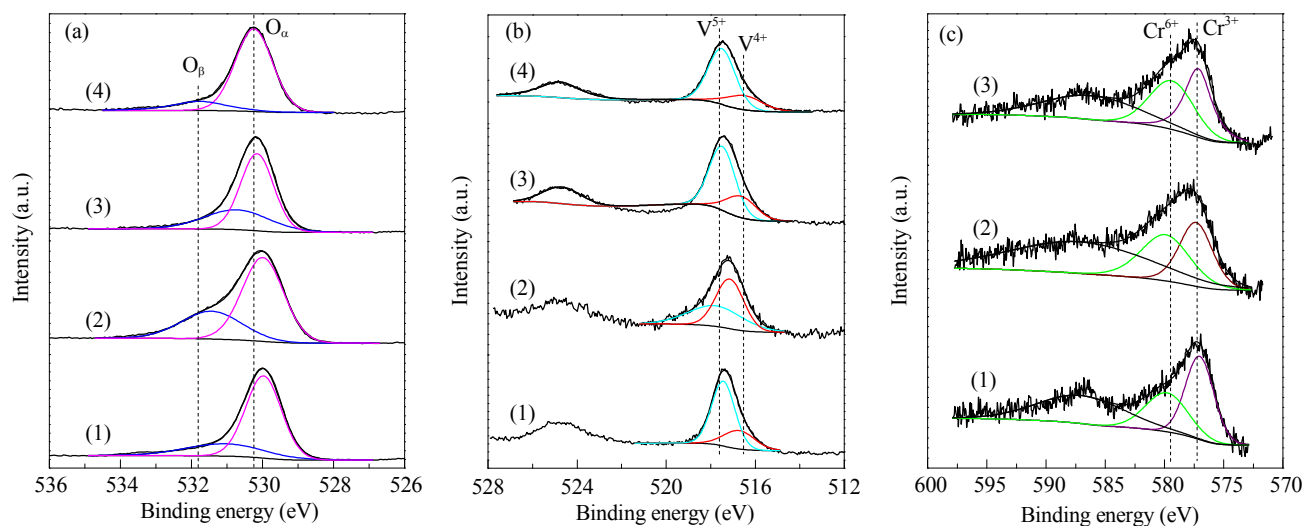 (a)
O_β
O_α
(4)
(3)
(2)
(1)
536 534 532 530 528 526
Binding energy (eV)
Intensity (a.u.)
(b)
V⁵⁺
V⁴⁺
(4)
(3)
(2)
(1)
528 524 520 516 512
Binding energy (eV)
Intensity (a.u.)
(c)
Cr⁶⁺
Cr³⁺
(3)
(2)
(1)
600 595 590 585 580 575 570
Binding energy (eV)
Intensity (a.u.)